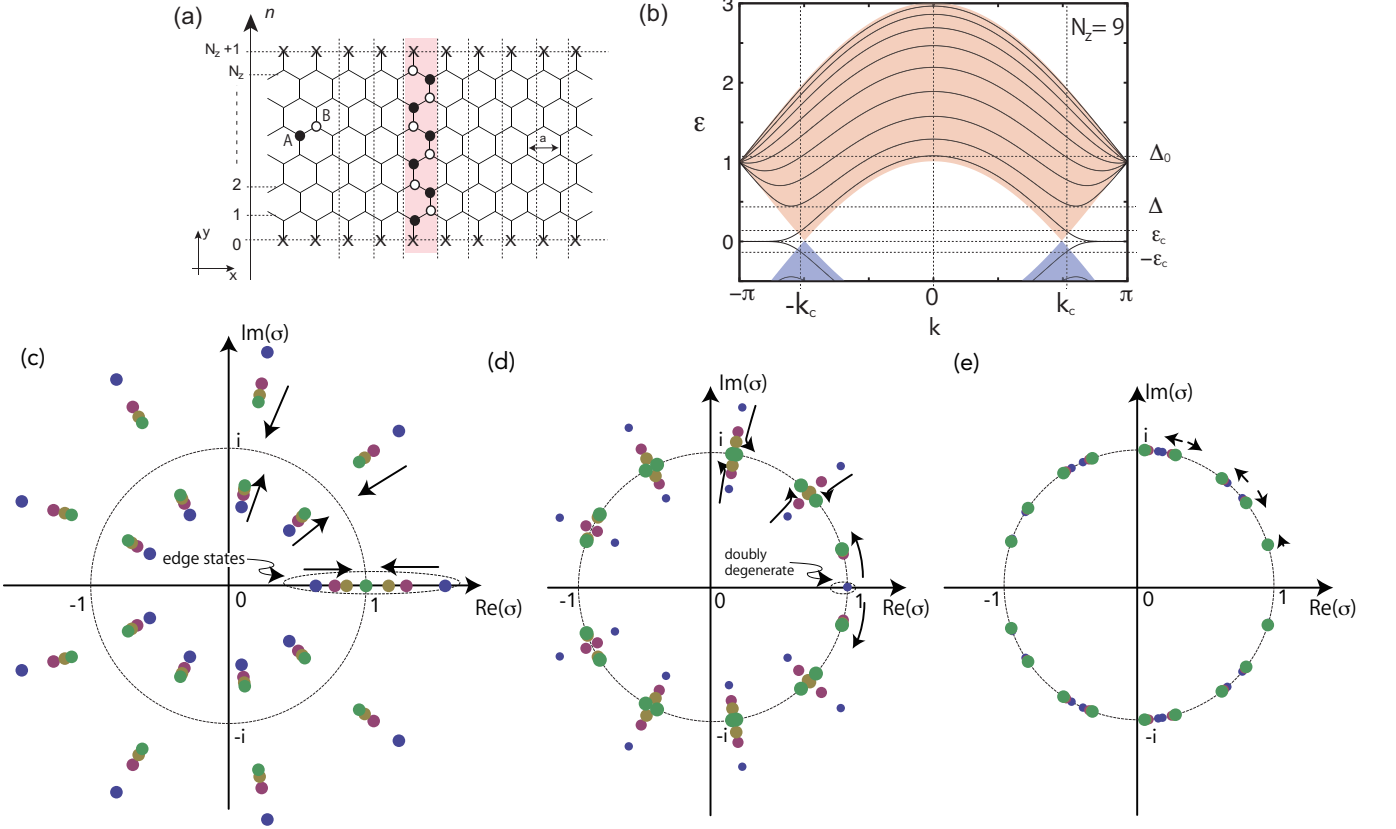 (a)
n
N_z +1
N_z
2
1
0
A
B
a
y
x
(b)
3
2
1
0
ε
N_z = 9
Δ₀
Δ
ε_c
-ε_c
-π
-k_c
0
k_c
π
k
(c)
Im(σ)
i
edge states
-1
0
1
Re(σ)
-i
(d)
Im(σ)
i
doubly
degenerate
-1
0
1
Re(σ)
-i
(e)
Im(σ)
i
-1
0
1
Re(σ)
-i